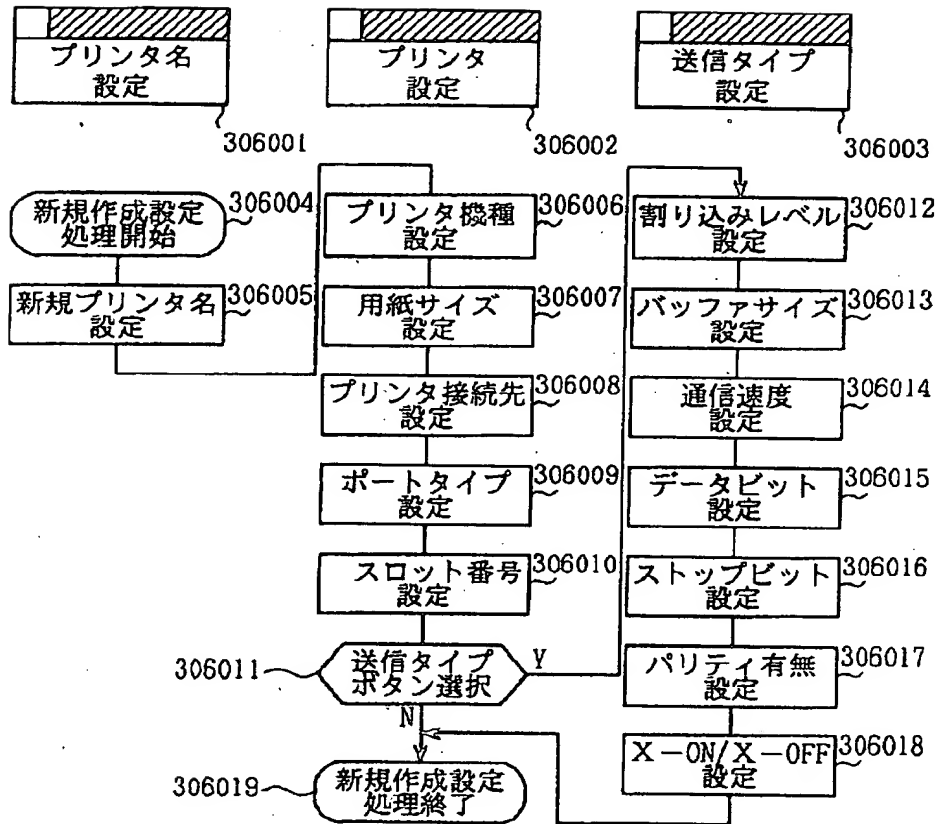 プリンタ名
設定
306001
プリンタ
設定
306002
送信タイプ
設定
306003
新規作成設定
処理開始
306004
新規プリンタ名
設定
306005
プリンタ機種
設定
306006
用紙サイズ
設定
306007
プリンタ接続先
設定
306008
ポートタイプ
設定
306009
スロット番号
設定
306010
306011
送信タイプ
ボタン選択
Y
N
割り込みレベル
設定
306012
バッファサイズ
設定
306013
通信速度
設定
306014
データビット
設定
306015
ストップビット
設定
306016
パリティ有無
設定
306017
X-ON/X-OFF
設定
306018
306019
新規作成設定
処理終了